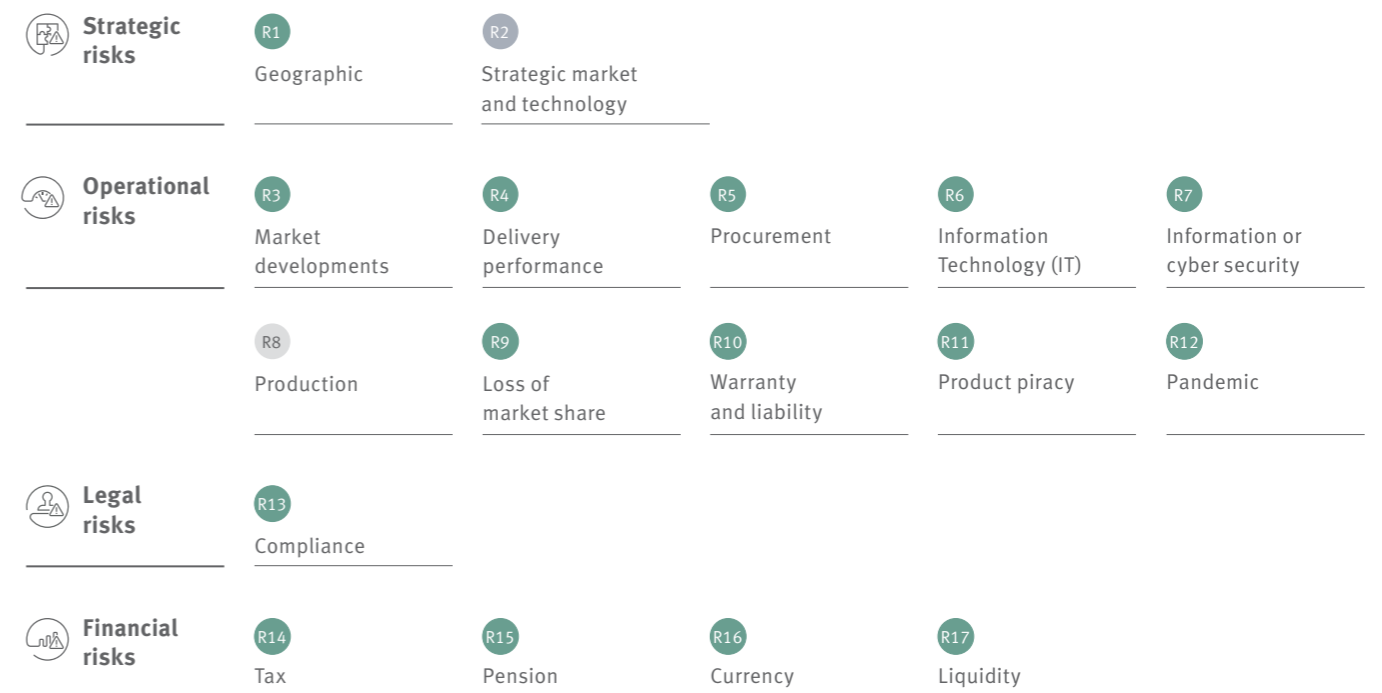 Strategic
risks
R1
Geographic
R2
Strategic market
and technology
Operational
risks
R3
Market
developments
R4
Delivery
performance
R5
Procurement
R6
Information
Technology (IT)
R7
Information or
cyber security
R8
Production
R9
Loss of
market share
R10
Warranty
and liability
R11
Product piracy
R12
Pandemic
Legal
risks
R13
Compliance
Financial
risks
R14
Tax
R15
Pension
R16
Currency
R17
Liquidity